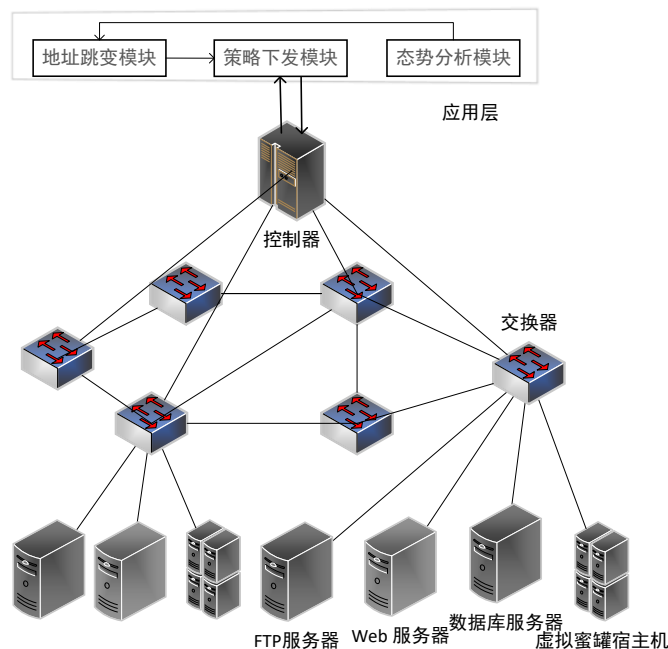 地址跳变模块
策略下发模块
态势分析模块
应用层
控制器
交换器
FTP服务器
Web 服务器
数据库服务器
虚拟蜜罐宿主机